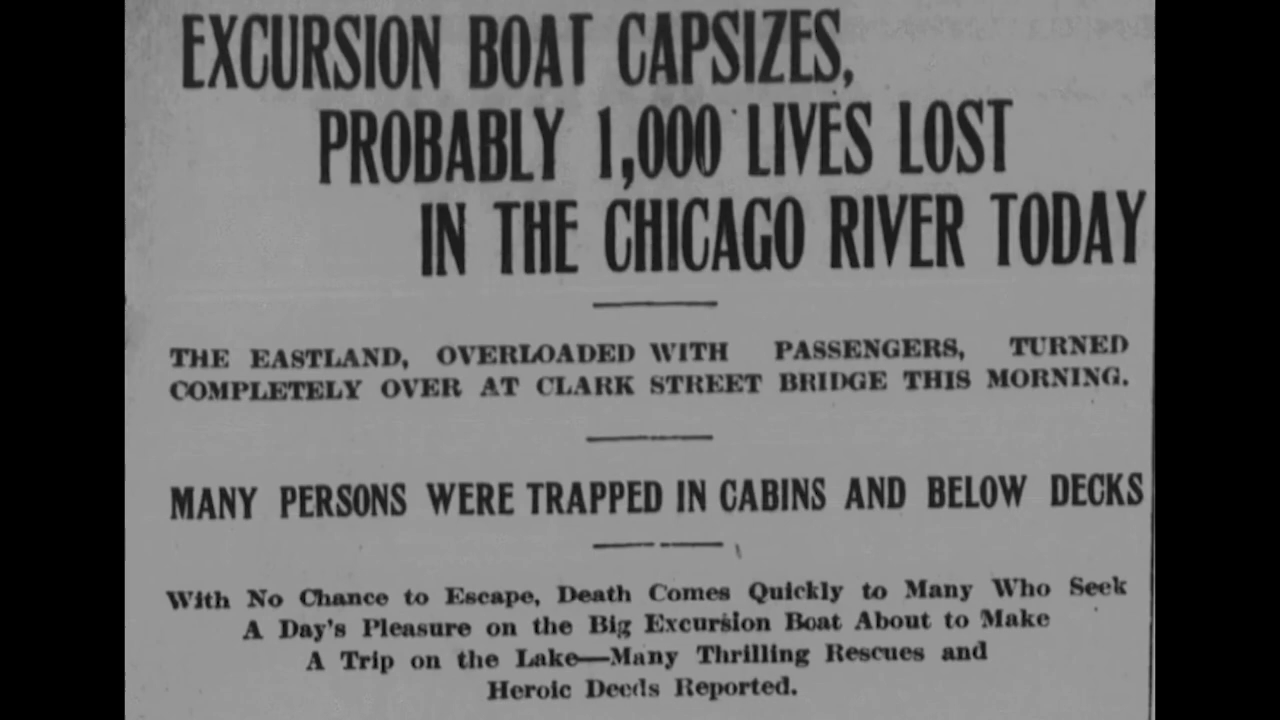 EXCURSION BOAT CAPSIZES,
PROBABLY 1,000 LIVES LOST
IN THE CHICAGO RIVER TODAY
THE EASTLAND, OVERLOADED WITH PASSENGERS, TURNED
COMPLETELY OVER AT CLARK STREET BRIDGE THIS MORNING.
MANY PERSONS WERE TRAPPED IN CABINS AND BELOW DECKS
With No Chance to Escape, Death Comes Quickly to Many Who Seek
A Day's Pleasure on the Big Excursion Boat About to Make
A Trip on the Lake—Many Thrilling Rescues and
Heroic Deeds Reported.